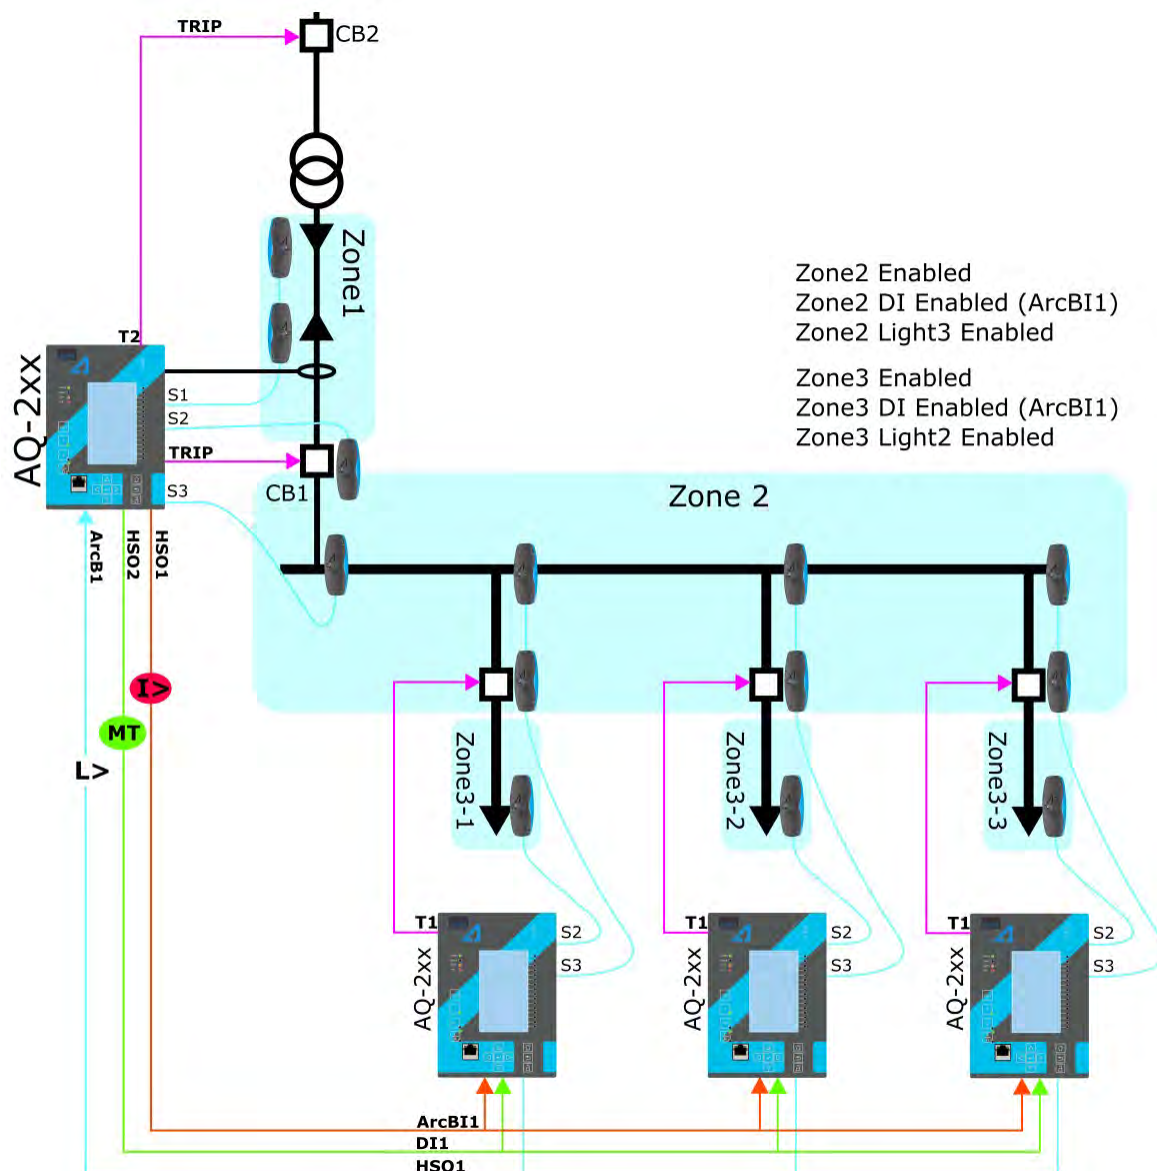 TRIP
CB2
Zone1
Zone2 Enabled
Zone2 DI Enabled (ArcBI1)
Zone2 Light3 Enabled
T2
Zone3 Enabled
Zone3 DI Enabled (ArcBI1)
Zone3 Light2 Enabled
AQ-2xx
S1
S2
TRIP
S3
CB1
Zone 2
ArcB1
HSO2
HSO1
I>
MT
L>
Zone3-1
Zone3-2
Zone3-3
T1
S2
S3
AQ-2xx
T1
S2
S3
AQ-2xx
T1
S2
S3
AQ-2xx
ArcBI1
DI1
HSO1